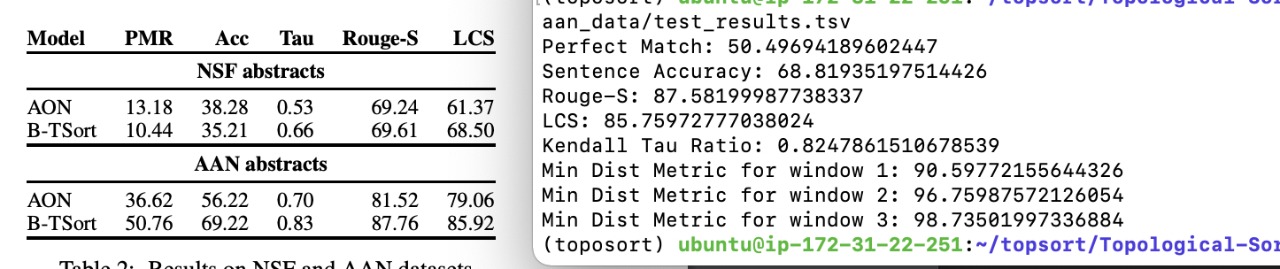 Model PMR Acc Tau Rouge-S LCS
NSF abstracts
AON 13.18 38.28 0.53 69.24 61.37
B-TSort 10.44 35.21 0.66 69.61 68.50
AAN abstracts
AON 36.62 56.22 0.70 81.52 79.06
B-TSort 50.76 69.22 0.83 87.76 85.92
Table 2: Results on NSF and AAN datasets
(toposort) ubuntu@ip-172-31-22-251:~/topsort/Topological-Sor
aan_data/test_results.tsv
Perfect Match: 50.49694189602447
Sentence Accuracy: 68.81935197514426
Rouge-S: 87.58199987738337
LCS: 85.75972777038024
Kendall Tau Ratio: 0.8247861510678539
Min Dist Metric for window 1: 90.59772155644326
Min Dist Metric for window 2: 96.75987572126054
Min Dist Metric for window 3: 98.73501997336884
(toposort) ubuntu@ip-172-31-22-251:~/topsort/Topological-Sor